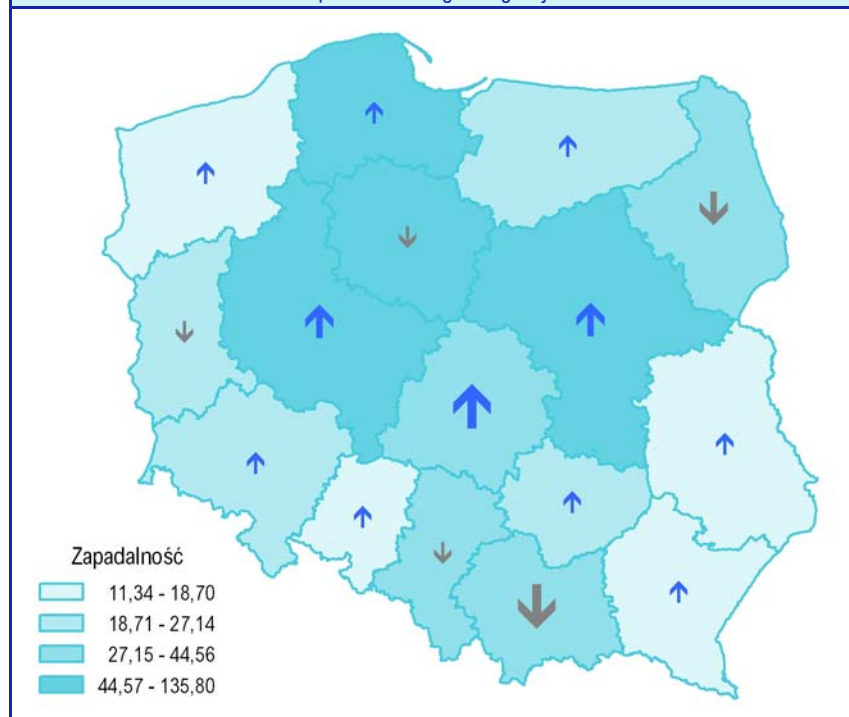 Zapadalność
11,34 - 18,70
18,71 - 27,14
27,15 - 44,56
44,57 - 135,80